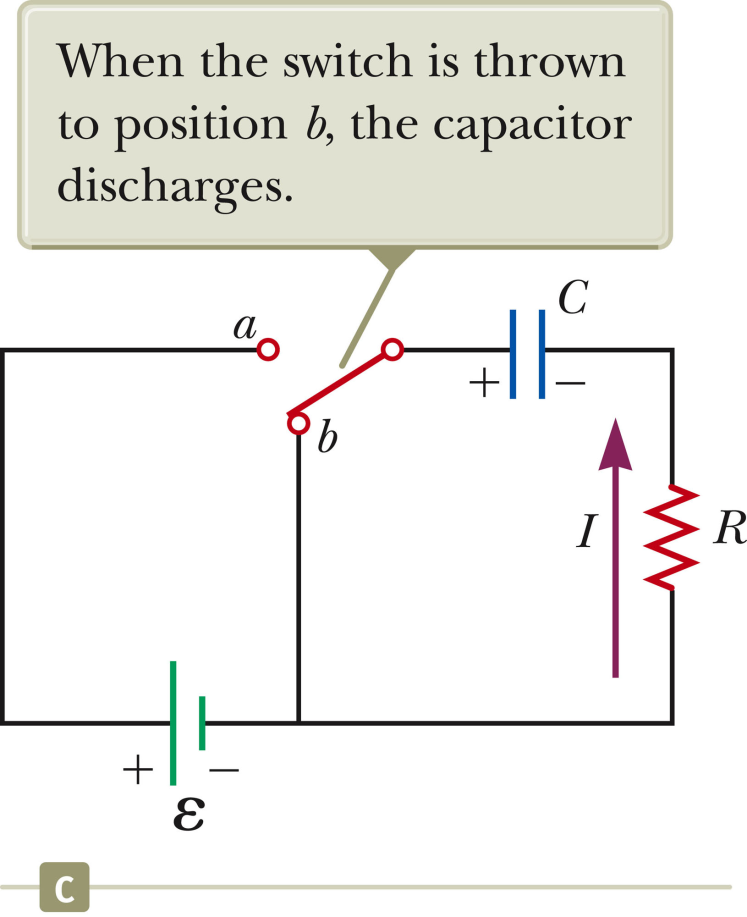 When the switch is thrown
to position b, the capacitor
discharges.
a
C
+ −
b
I
R
+ −
ε
C